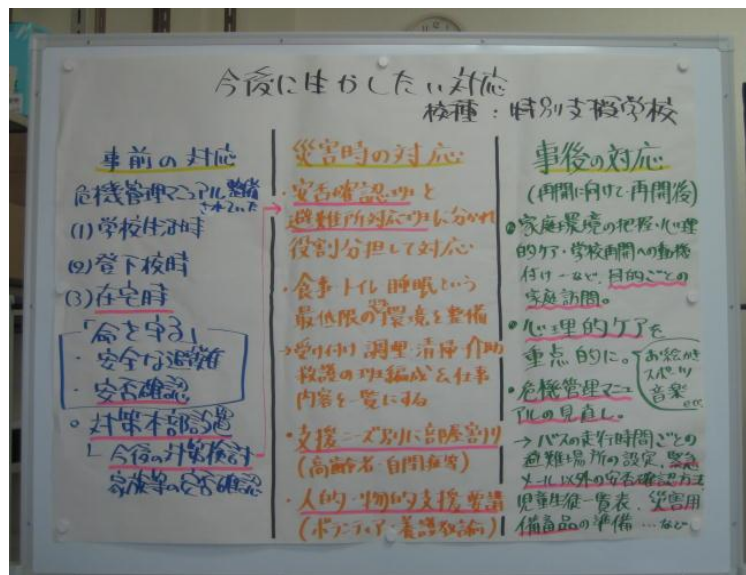 今後に生かしたい対応
校種：特別支援学校
事前の対応
危機管理マニュアル整備
されていた
(1)学校生活時
(2)登下校時
(3)在宅時
「命を守る」
・安全な避難
・安否確認
・対策本部設置
└今後の対策検討
家族等の安否確認
災害時の対応
・安否確認班と
避難所対応班に分かれ
役割分担して対応
・食事・トイレ・睡眠という
最低限の環境を整備
→受け付け・調理・清掃・介助
救護の班編成&仕事
内容を一覧にする
・支援ニーズ別に部屋割り
(高齢者・自閉症等)
・人的・物的支援要請
(ボランティア・養護教諭)
事後の対応
(再開に向けて・再開後)
・家庭環境の把握・心理
的ケア・学校再開への動機
付け…など、目的ごとの
家庭訪問。
・心理的ケアを
重点的に。
お絵かき
スポーツ
音楽
etc
・危機管理マニュ
アルの見直し。
→バスの走行時間ごとの
避難場所の設定、緊急
メール以外の安否確認方法、
児童生徒一覧表、災害用
備蓄品の準備…など